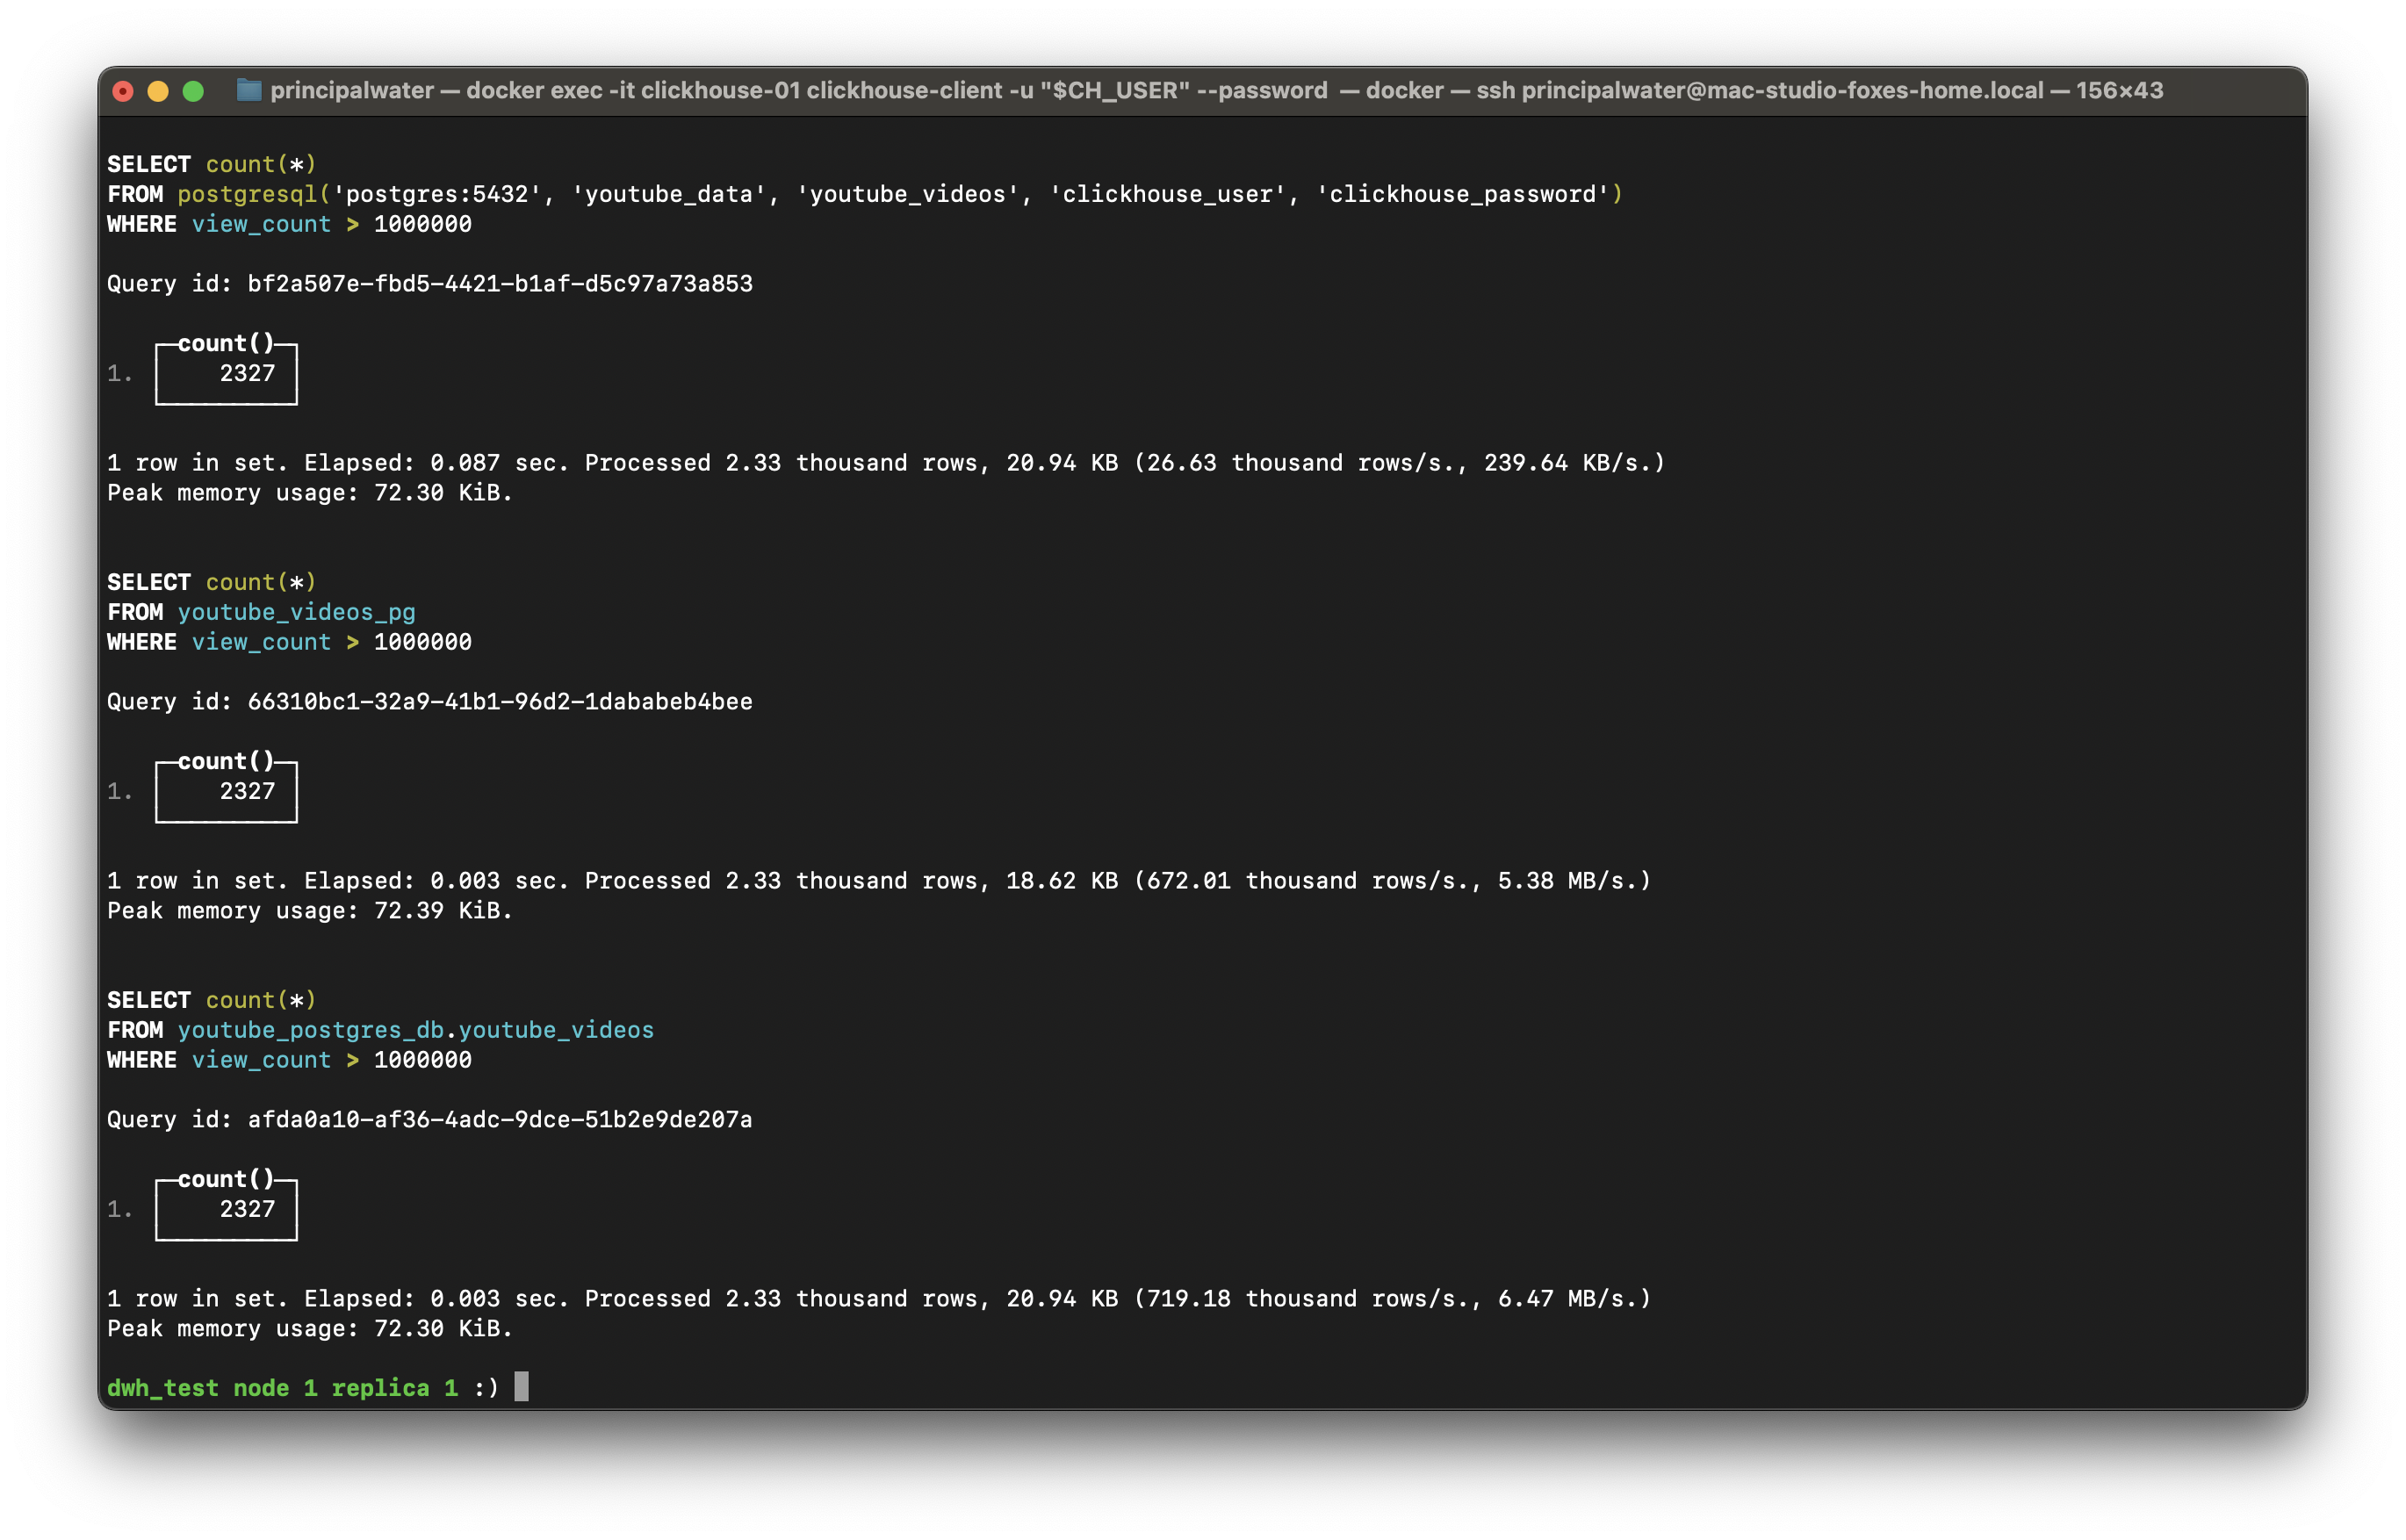 principalwater — docker exec -it clickhouse-01 clickhouse-client -u "$CH_USER" --password — docker — ssh principalwater@mac-studio-foxes-home.local — 156×43
SELECT count(*)
FROM postgresql('postgres:5432', 'youtube_data', 'youtube_videos', 'clickhouse_user', 'clickhouse_password')
WHERE view_count > 1000000
Query id: bf2a507e-fbd5-4421-b1af-d5c97a73a853
count()
1. 2327
1 row in set. Elapsed: 0.087 sec. Processed 2.33 thousand rows, 20.94 KB (26.63 thousand rows/s., 239.64 KB/s.)
Peak memory usage: 72.30 KiB.
SELECT count(*)
FROM youtube_videos_pg
WHERE view_count > 1000000
Query id: 66310bc1-32a9-41b1-96d2-1dababeb4bee
count()
1. 2327
1 row in set. Elapsed: 0.003 sec. Processed 2.33 thousand rows, 18.62 KB (672.01 thousand rows/s., 5.38 MB/s.)
Peak memory usage: 72.39 KiB.
SELECT count(*)
FROM youtube_postgres_db.youtube_videos
WHERE view_count > 1000000
Query id: afda0a10-af36-4adc-9dce-51b2e9de207a
count()
1. 2327
1 row in set. Elapsed: 0.003 sec. Processed 2.33 thousand rows, 20.94 KB (719.18 thousand rows/s., 6.47 MB/s.)
Peak memory usage: 72.30 KiB.
dwh_test node 1 replica 1 :)